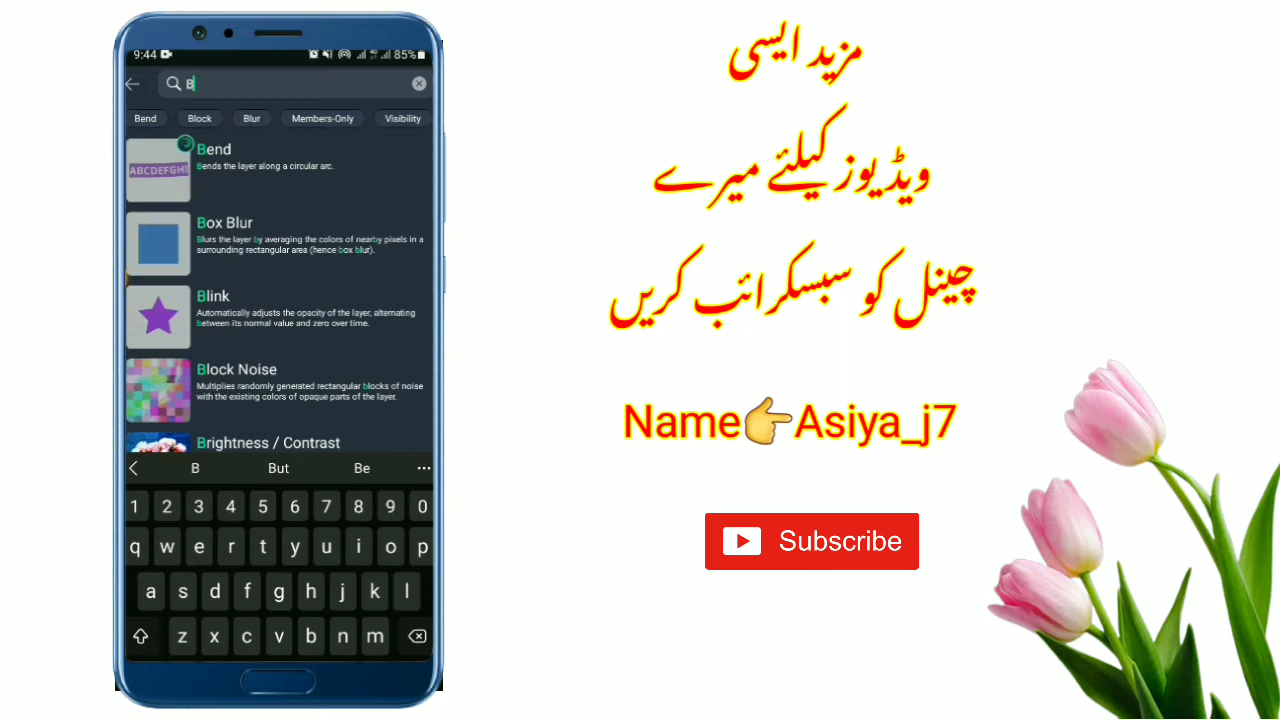 9:44
85%
B
Bend
Block
Blur
Members-Only
Visibility
ABCDEFGH
Bend
Bends the layer along a circular arc.
Box Blur
Blurs the layer by averaging the colors of nearby pixels in a
surrounding rectangular area (hence box blur).
Blink
Automatically adjusts the opacity of the layer, alternating
between its normal value and zero over time.
Block Noise
Multiplies randomly generated rectangular blocks of noise
with the existing colors of opaque parts of the layer.
Brightness / Contrast
B But Be
1 2 3 4 5 6 7 8 9 0
q w e r t y u i o p
a s d f g h j k l
z x c v b n m
مزید ایسی
ویڈیوز کیلئے میرے
چینل کو سبسکرائب کریں
Name👉Asiya_j7
Subscribe